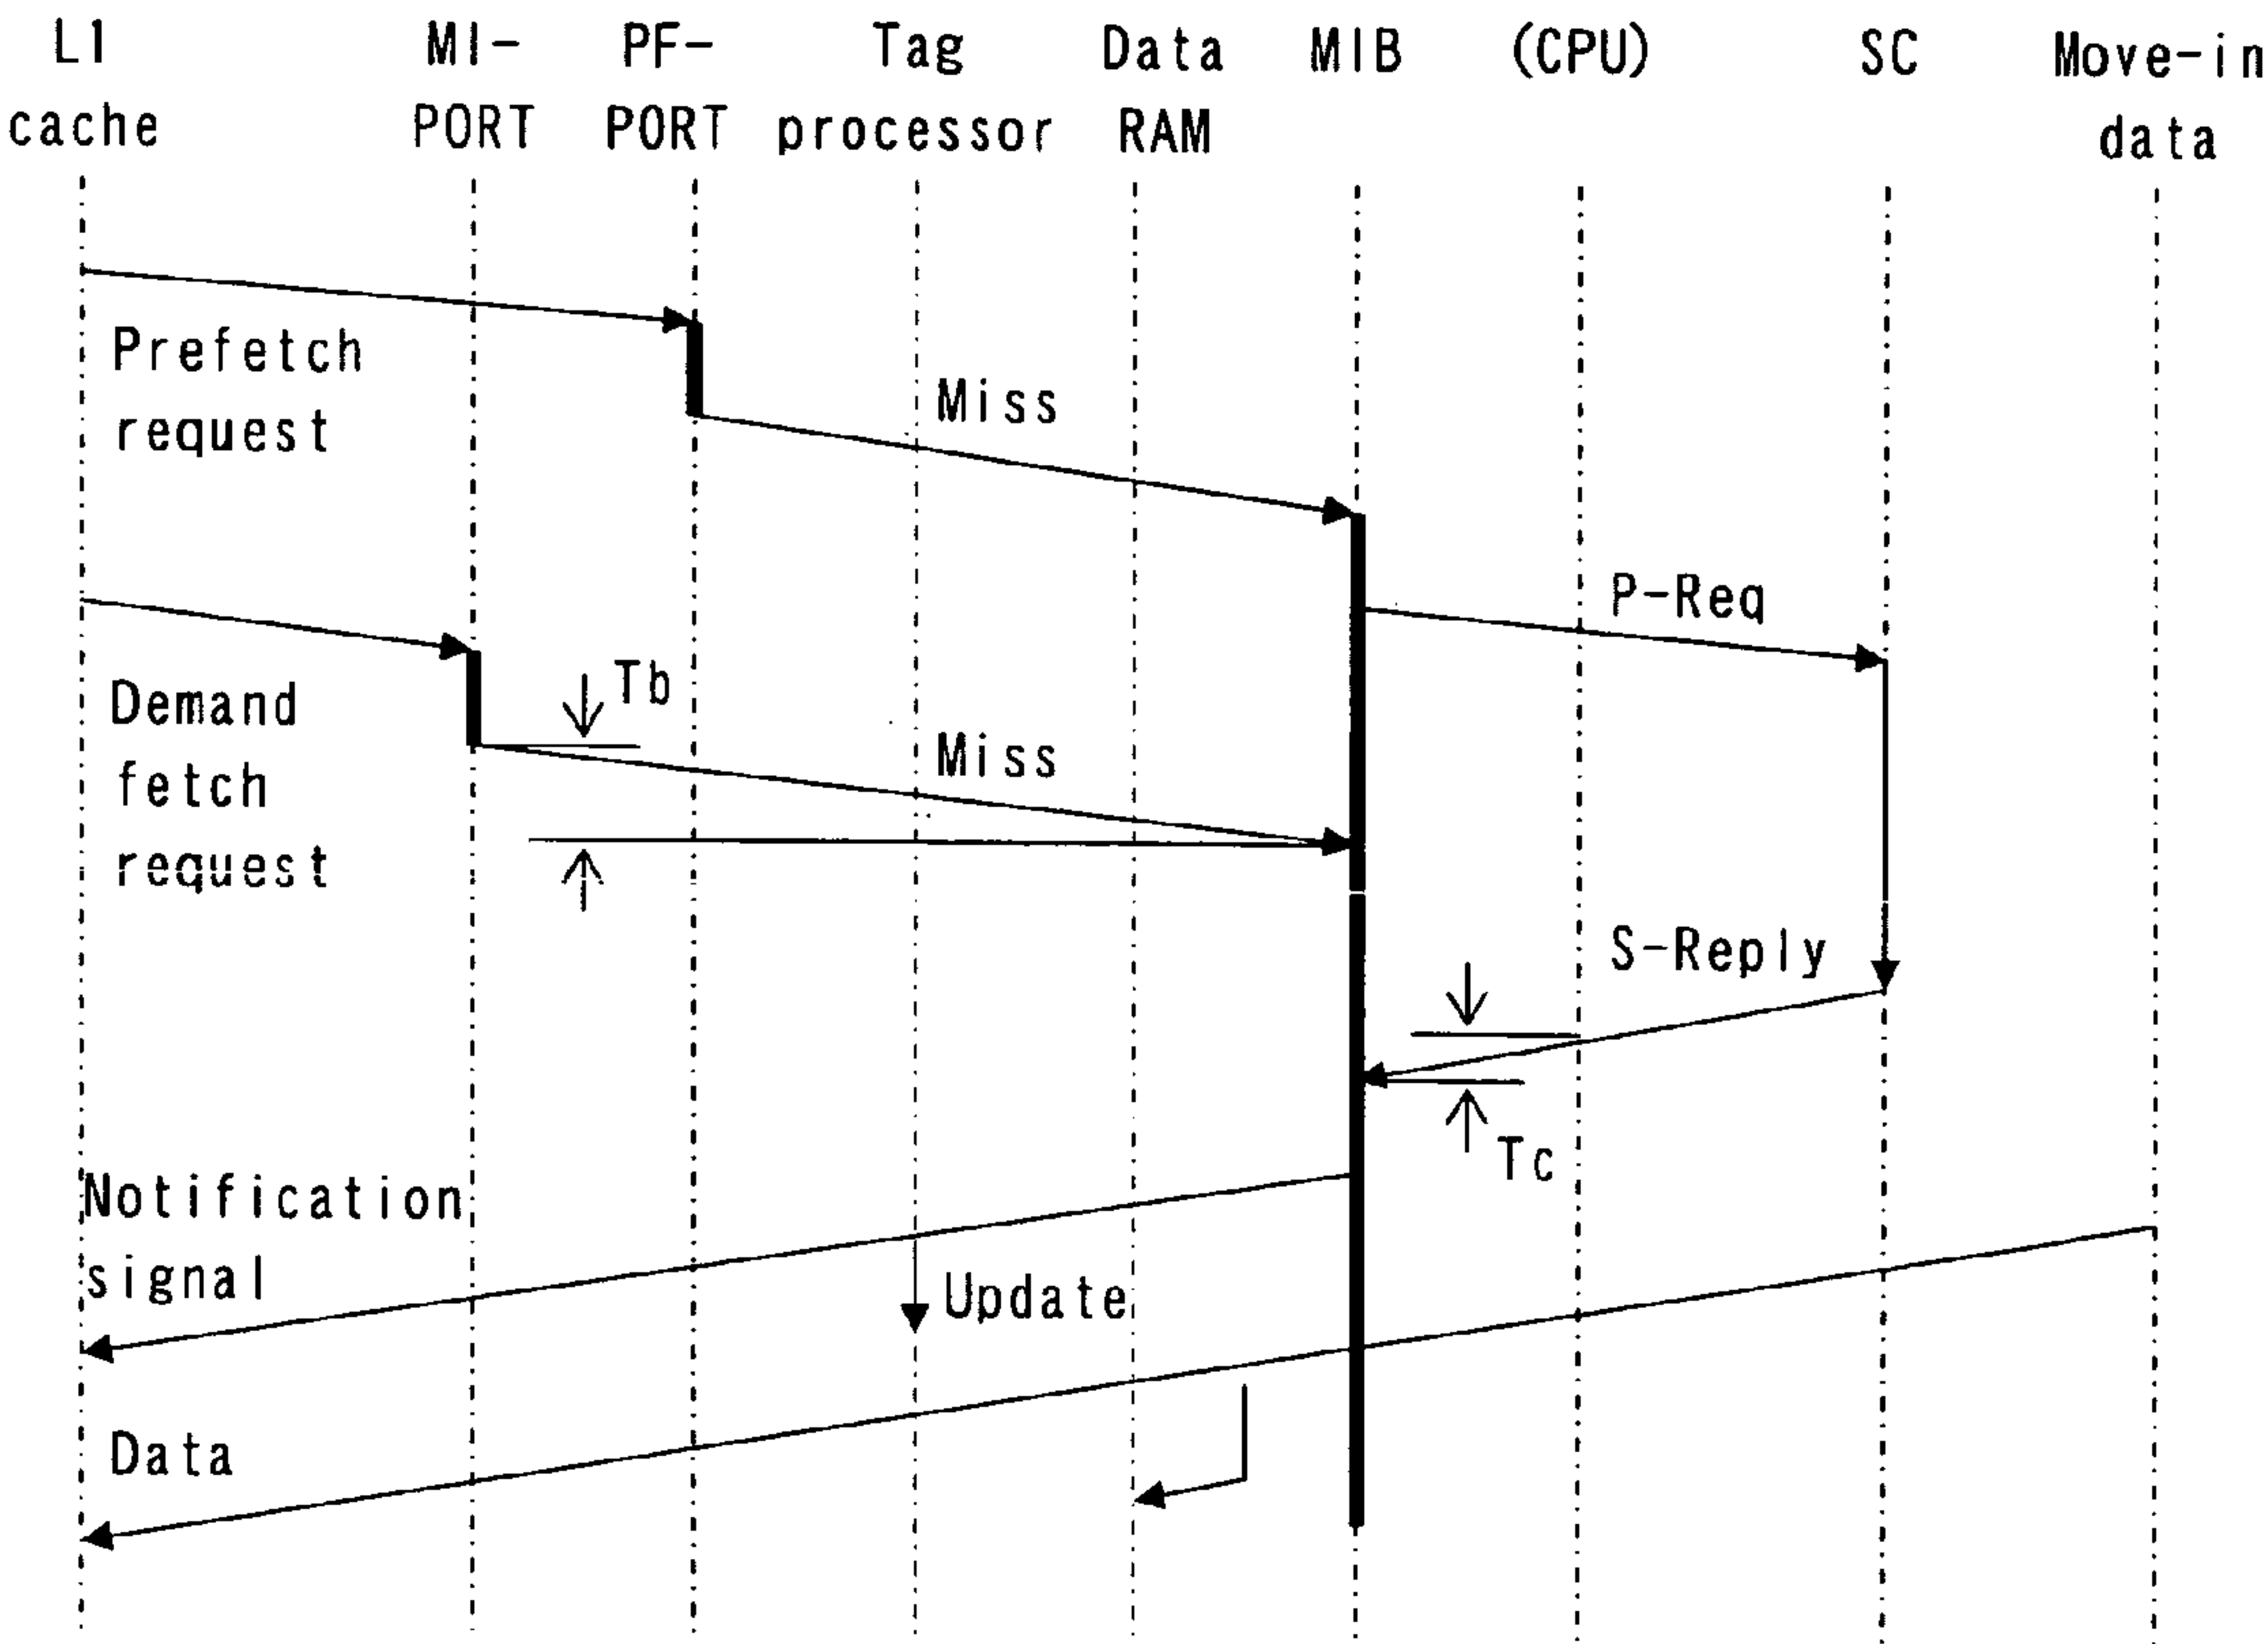 L1 cache
MI-PORT
PF-PORT
Tag processor
Data RAM
MIB
(CPU)
SC
Move-in data
Prefetch request
Miss
P-Req
Demand fetch request
Tb
Miss
S-Reply
Tc
Notification signal
Update
Data